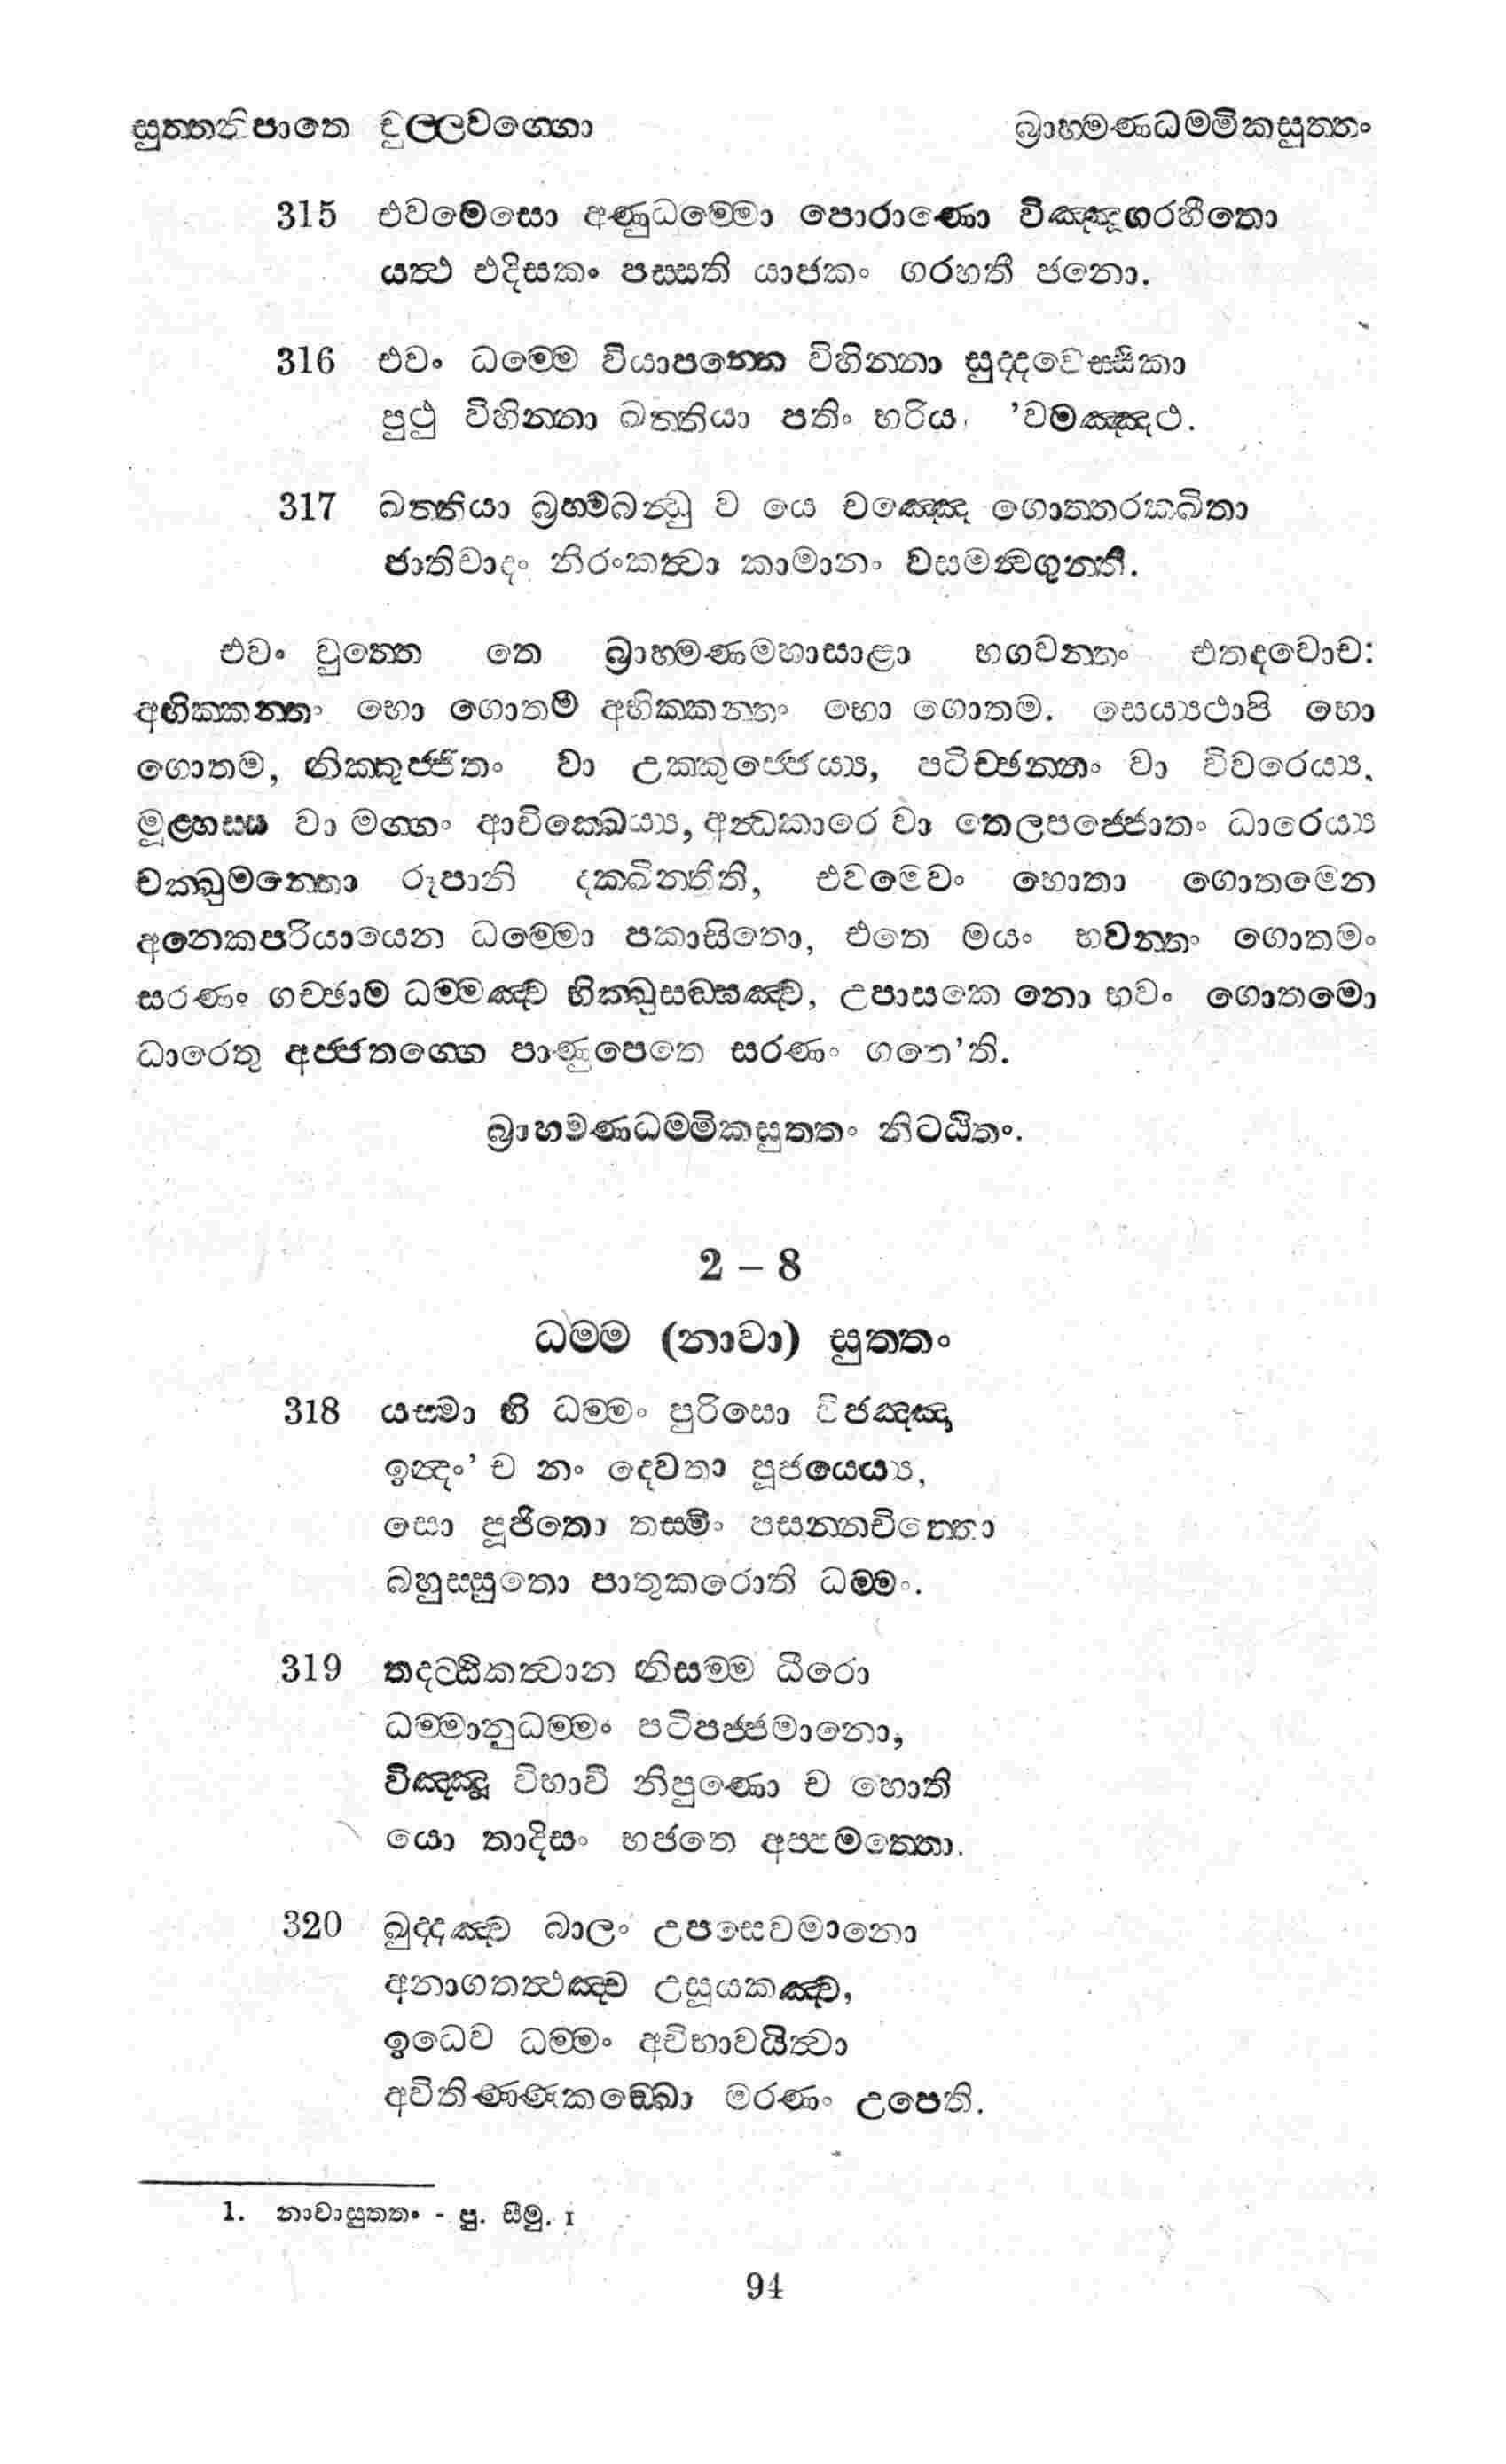 සුත්තනිපාතෙ චුල්ලවග්ගො බ්‍රාහ්මණධම්මිකසුත්තං
315 එවමෙසො අණුධම්මො පොරාණො විඤ්ඤූගරහීතො
යත්ථ එදිසකං පස්සති යාජකං ගරහතී ජනො.
316 එවං ධම්මෙ වියාපන්නෙ විහින්නා සුද්දවෙස්සිකා
පුථු විහින්නා ඛත්තියා පතිං භරියා 'වමඤ්ඤථ.
317 ඛත්තියා බ්‍රහ්මබන්ධු ව යෙ චඤ්ඤෙ ගොත්තරක්ඛිතා
ජාතිවාදං නිරංකත්වා කාමානං වසමන්වගුන්ති.
එවං වුත්තෙ තෙ බ්‍රාහ්මණමහාසාළා භගවන්තං එතදවොච:
අභික්කන්තං භො ගොතම අභික්කන්තං භො ගොතම. සෙය්‍යථාපි භො
ගොතම, නික්කුජ්ජිතං වා උක්කුජ්ජෙය්‍ය, පටිච්ඡන්නං වා විවරෙය්‍ය,
මූළ්හස්ස වා මග්ගං ආචික්ඛෙය්‍ය, අන්ධකාරෙ වා තෙලපජ්ජොතං ධාරෙය්‍ය
චක්ඛුමන්තො රූපානි දක්ඛින්තීති, එවමෙවං භොතා ගොතමෙන
අනෙකපරියායෙන ධම්මො පකාසිතො, එතෙ මයං භවන්තං ගොතමං
සරණං ගච්ඡාම ධම්මඤ්ච භික්ඛුසඞ්ඝඤ්ච, උපාසකෙ නො භවං ගොතමො
ධාරෙතු අජ්ජතග්ගෙ පාණුපෙතෙ සරණං ගතෙ'ති.
බ්‍රාහ්මණධම්මිකසුත්තං නිට්ඨිතං.
2 – 8
ධම්ම (නාවා) සුත්තං
318 යස්මා හි ධම්මං පුරිසො විජඤ්ඤා
ඉන්දං' ව නං දෙවතා පූජයෙය්‍ය,
සො පූජිතො තස්මිං පසන්නචිත්තො
බහුස්සුතො පාතුකරොති ධම්මං.
319 තදට්ඨිකත්වාන නිසම්ම ධීරො
ධම්මානුධම්මං පටිපජ්ජමානො,
විඤ්ඤූ විභාවී නිපුණො ච හොති
යො තාදිසං භජතෙ අප්පමත්තො.
320 ඛුද්දඤ්ච බාලං උපසෙවමානො
අනාගතත්ථඤ්ච උසූයකඤ්ච,
ඉධෙව ධම්මං අවිභාවයිත්වා
අවිතිණ්ණකඞ්ඛො මරණං උපෙති.
1. නාවාසුත්තං - පු. සීමු. 1
94